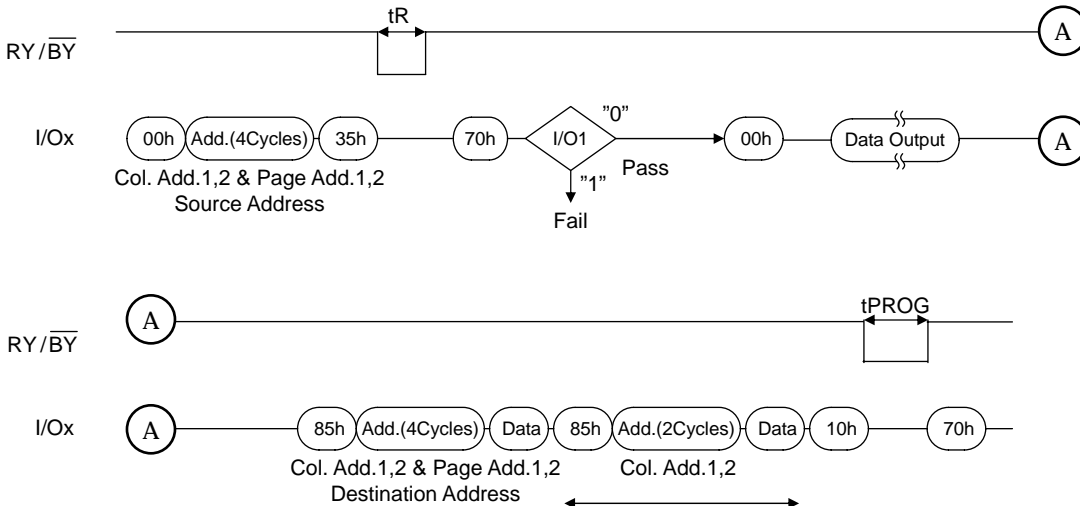 tR
RY/BY
A
I/Ox
00h Add.(4Cycles) 35h 70h I/O1 "0" 00h Data Output A
Pass
"1"
Col. Add.1,2 & Page Add.1,2
Source Address
Fail
A
tPROG
RY/BY
I/Ox
A 85h Add.(4Cycles) Data 85h Add.(2Cycles) Data 10h 70h
Col. Add.1,2 & Page Add.1,2 Col. Add.1,2
Destination Address